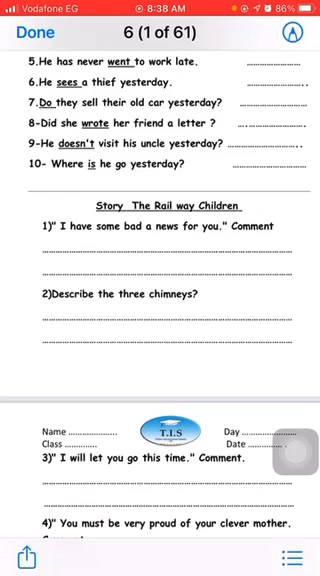 Vodafone EG 8:38 AM 86%
Done 6 (1 of 61)
5.He has never went to work late. ........................
6.He sees a thief yesterday. ..........................
7.Do they sell their old car yesterday? ..........................
8-Did she wrote her friend a letter ? ..............................
9-He doesn't visit his uncle yesterday? ..............................
10- Where is he go yesterday? ..............................
Story The Rail way Children
1)" I have some bad a news for you." Comment
2)Describe the three chimneys?
Name .................... T.I.S Day ......................
Class ............. Date .............. .
3)" I will let you go this time." Comment.
4)" You must be very proud of your clever mother.